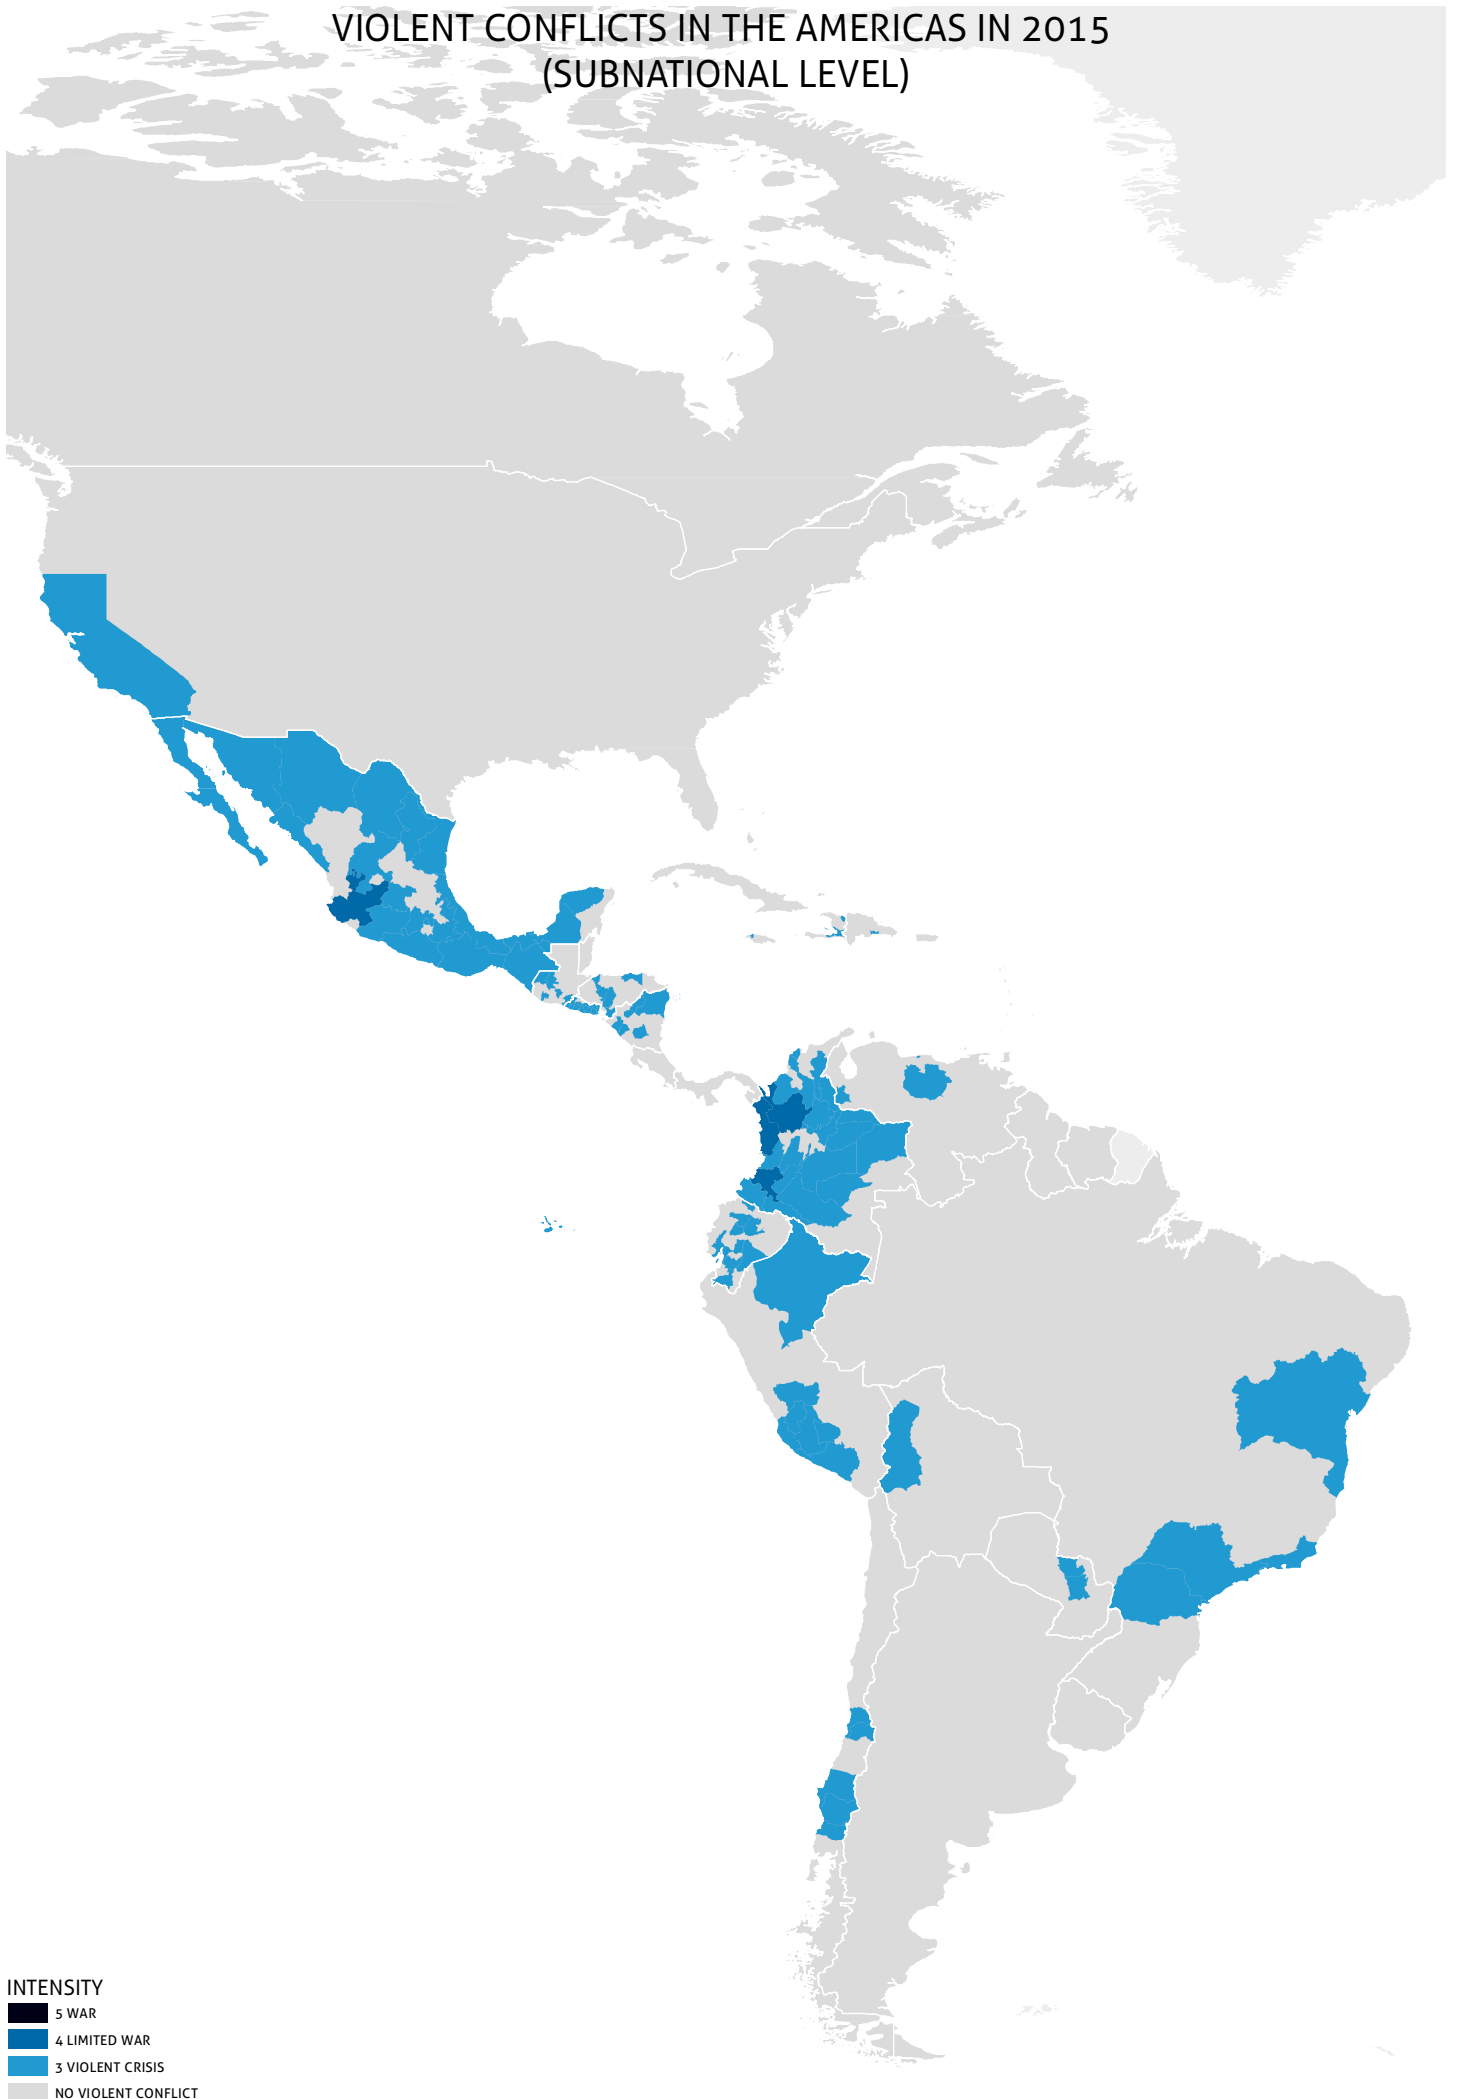 VIOLENT CONFLICTS IN THE AMERICAS IN 2015
(SUBNATIONAL LEVEL)
INTENSITY
5 WAR
4 LIMITED WAR
3 VIOLENT CRISIS
NO VIOLENT CONFLICT